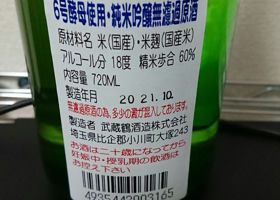 6号酵母使用・純米吟醸無濾過原酒
原材料名 米(国産)・米麹(国産米)
アルコール分 18度 精米歩合 60%
内容量 720ML
製造年月 2021.10.
無濾過原酒の為、多少の澱が混入しております。
製造者 武蔵鶴酒造株式会社
埼玉県比企郡小川町大塚243
お酒は二十歳になってから
妊娠中・授乳期の飲酒は
お控え下さい
4935442003165